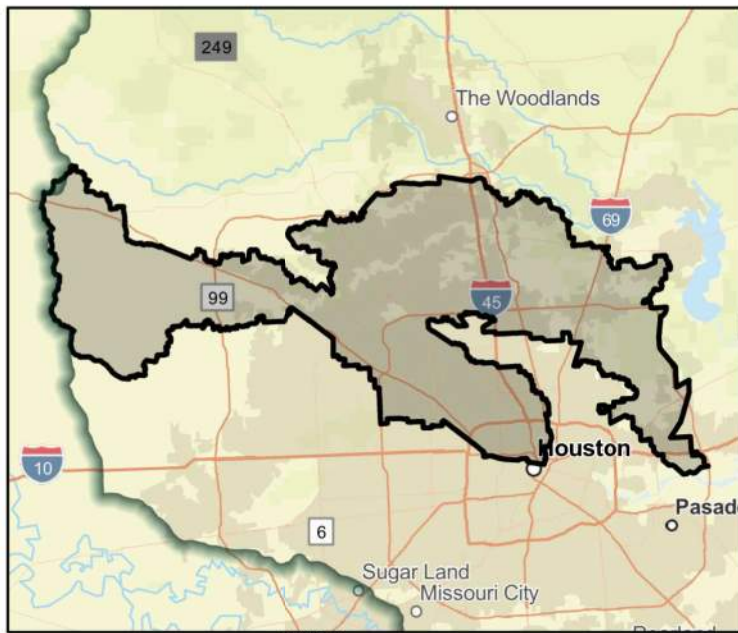 249
The Woodlands
69
99
45
Houston
10
6
Pasad
Sugar Land
Missouri City